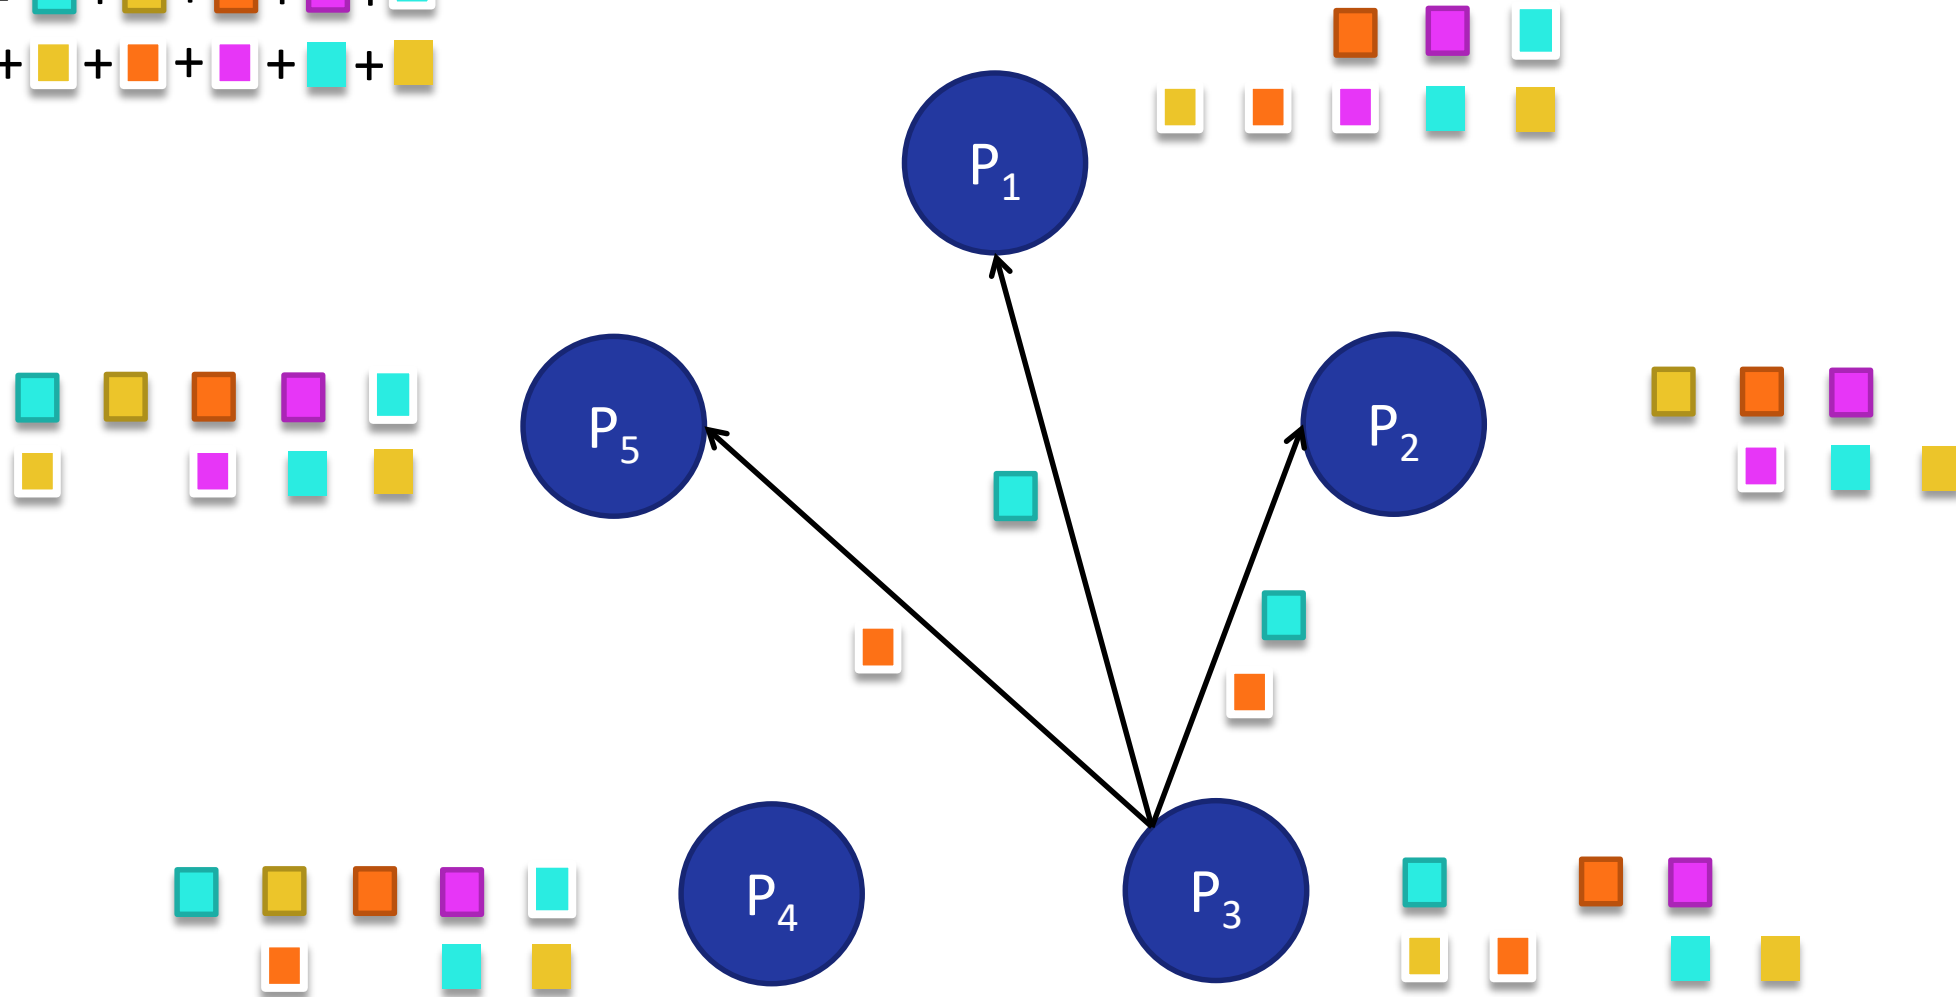 + + + + +
+ + + + +
P1
P5
P2
P4
P3